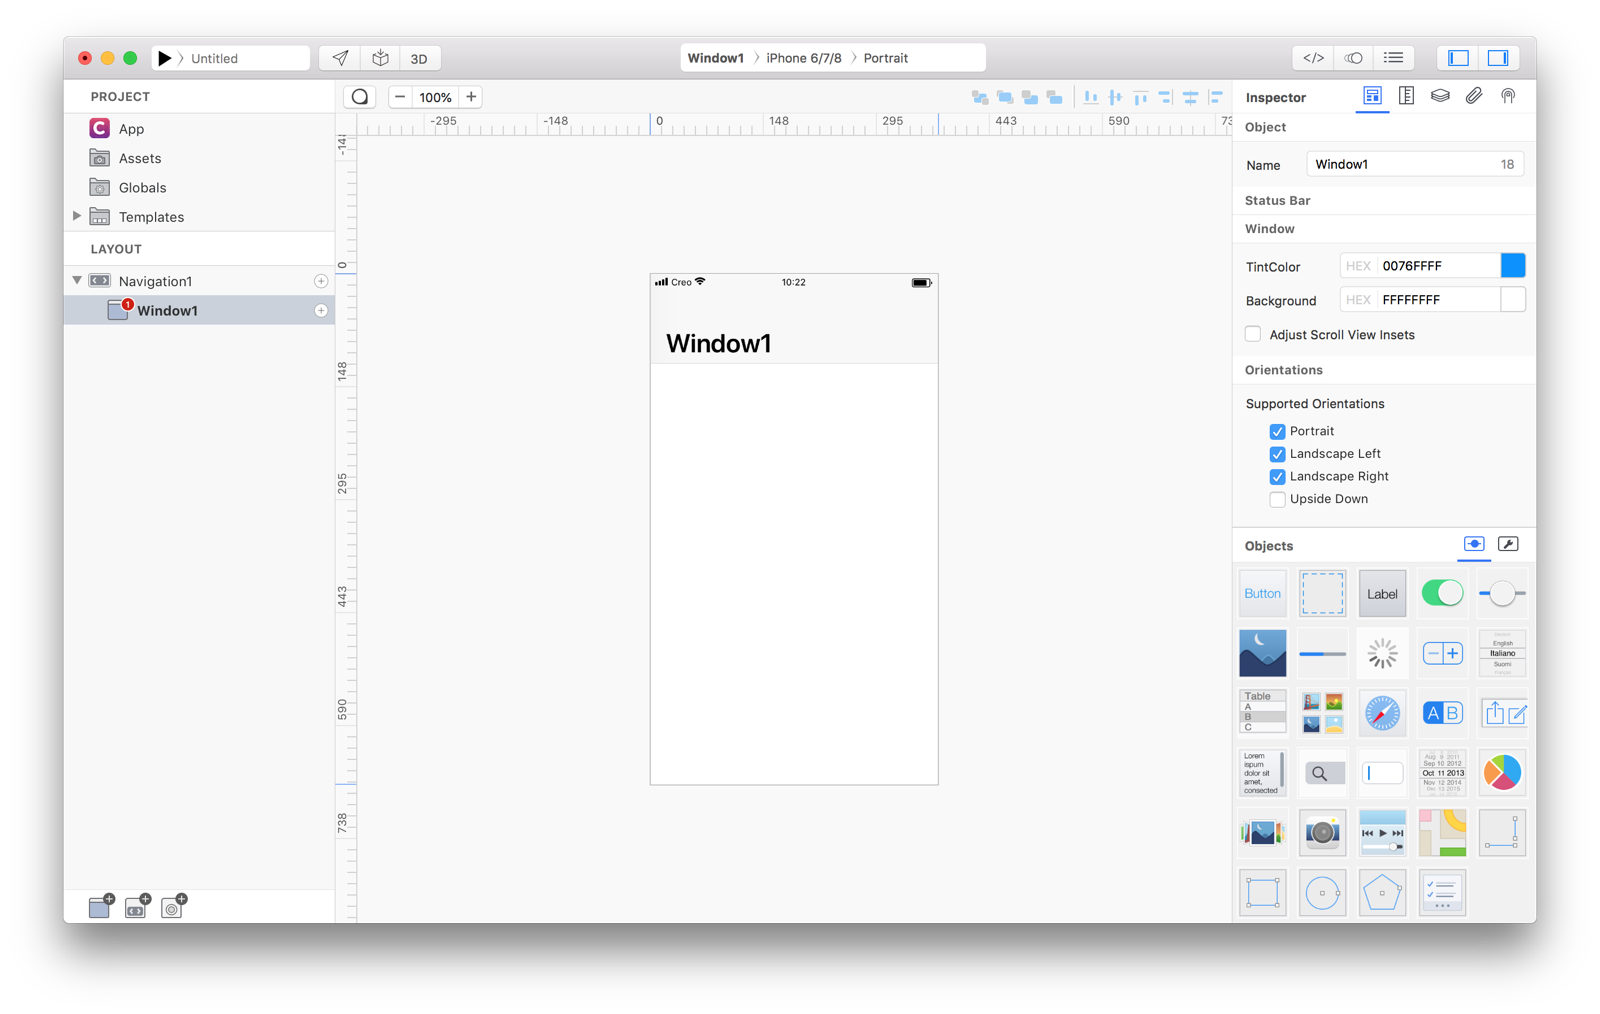 Untitled
3D
Window1 iPhone 6/7/8 Portrait
</>
PROJECT
App
Assets
Globals
Templates
LAYOUT
Navigation1
1 Window1
100%
-295 -148 0 148 295 443 590
0
148
295
443
590
738
Creo 10:22
Window1
Inspector
Object
Name Window1 18
Status Bar
Window
TintColor HEX 0076FFFF
Background HEX FFFFFFFF
Adjust Scroll View Insets
Orientations
Supported Orientations
Portrait
Landscape Left
Landscape Right
Upside Down
Objects
Button
Label
English
Italiano
Suomi
Table
A
B
C
A B
Lorem
ispum
dolor sit
amet,
consected
Aug 9 2011
Sep 10 2012
Oct 11 2013
Nov 12 2014
Dec 13 2015